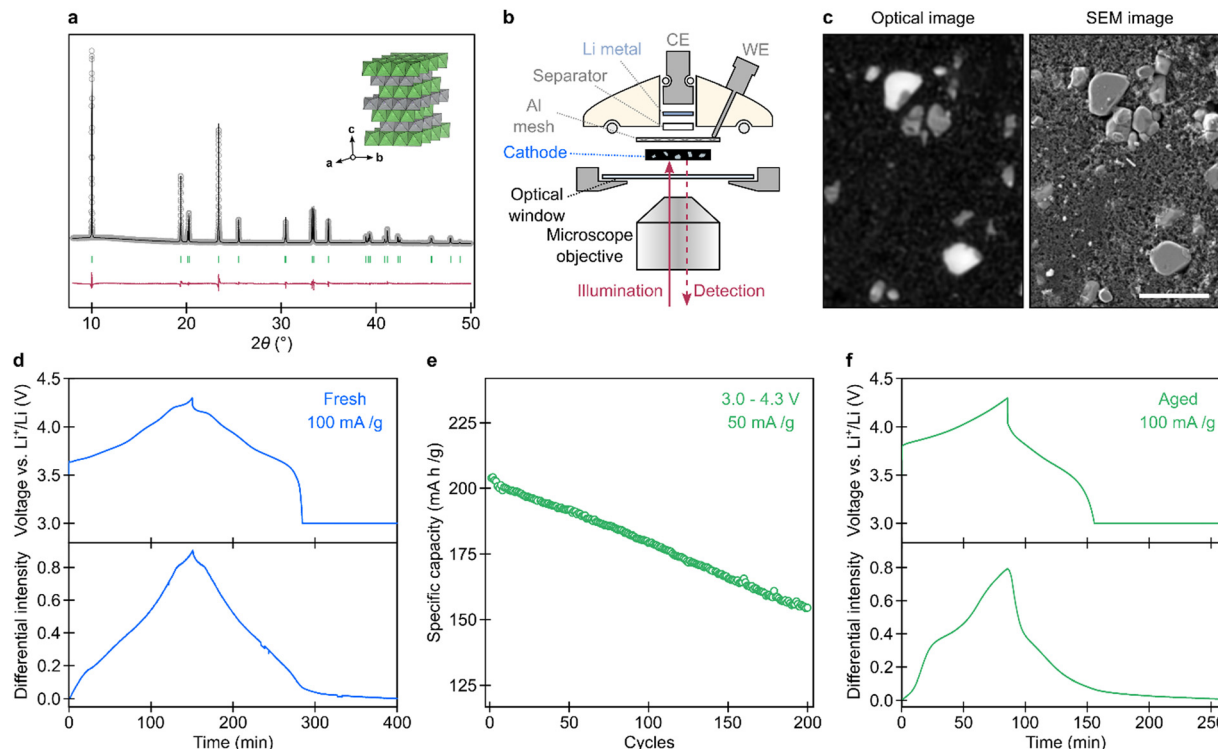 a
c
a
b
10
20
30
40
50
2θ (°)
b
CE
WE
Li metal
Separator
Al
mesh
Cathode
Optical
window
Microscope
objective
Illumination
Detection
c
Optical image
SEM image
d
Voltage vs. Li⁺/Li (V)
4.5
4.0
3.5
3.0
Fresh
100 mA /g
Differential intensity
0.8
0.6
0.4
0.2
0.0
0
100
200
300
400
Time (min)
e
Specific capacity (mA h /g)
225
200
175
150
125
3.0 - 4.3 V
50 mA /g
0
50
100
150
200
Cycles
f
Voltage vs. Li⁺/Li (V)
4.5
4.0
3.5
3.0
Aged
100 mA /g
Differential intensity
0.8
0.6
0.4
0.2
0.0
0
50
100
150
200
250
Time (min)